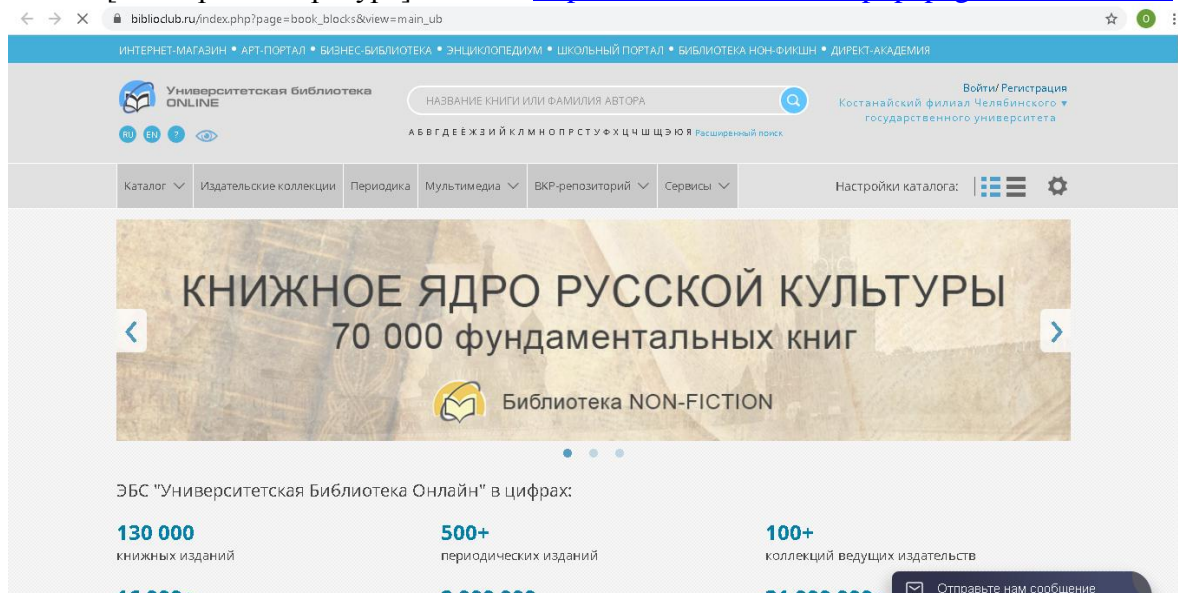 biblioclub.ru/index.php?page=book_blocks&view=main_ub
ИНТЕРНЕТ-МАГАЗИН • АРТ-ПОРТАЛ • БИЗНЕС-БИБЛИОТЕКА • ЭНЦИКЛОПЕДИУМ • ШКОЛЬНЫЙ ПОРТАЛ • БИБЛИОТЕКА НОН-ФИКШН • ДИРЕКТ-АКАДЕМИЯ
Университетская библиотека
ONLINE
НАЗВАНИЕ КНИГИ ИЛИ ФАМИЛИЯ АВТОРА
Войти/Регистрация
Костанайский филиал Челябинского
государственного университета
RU EN ?
А Б В Г Д Е Ё Ж З И Й К Л М Н О П Р С Т У Ф Х Ц Ч Ш Щ Э Ю Я Расширенный поиск
Каталог Издательские коллекции Периодика Мультимедиа ВКР-репозиторий Сервисы Настройки каталога:
КНИЖНОЕ ЯДРО РУССКОЙ КУЛЬТУРЫ
70 000 фундаментальных книг
Библиотека NON-FICTION
ЭБС "Университетская Библиотека Онлайн" в цифрах:
130 000 500+ 100+
книжных изданий периодических изданий коллекций ведущих издательств
Отправьте нам сообщение